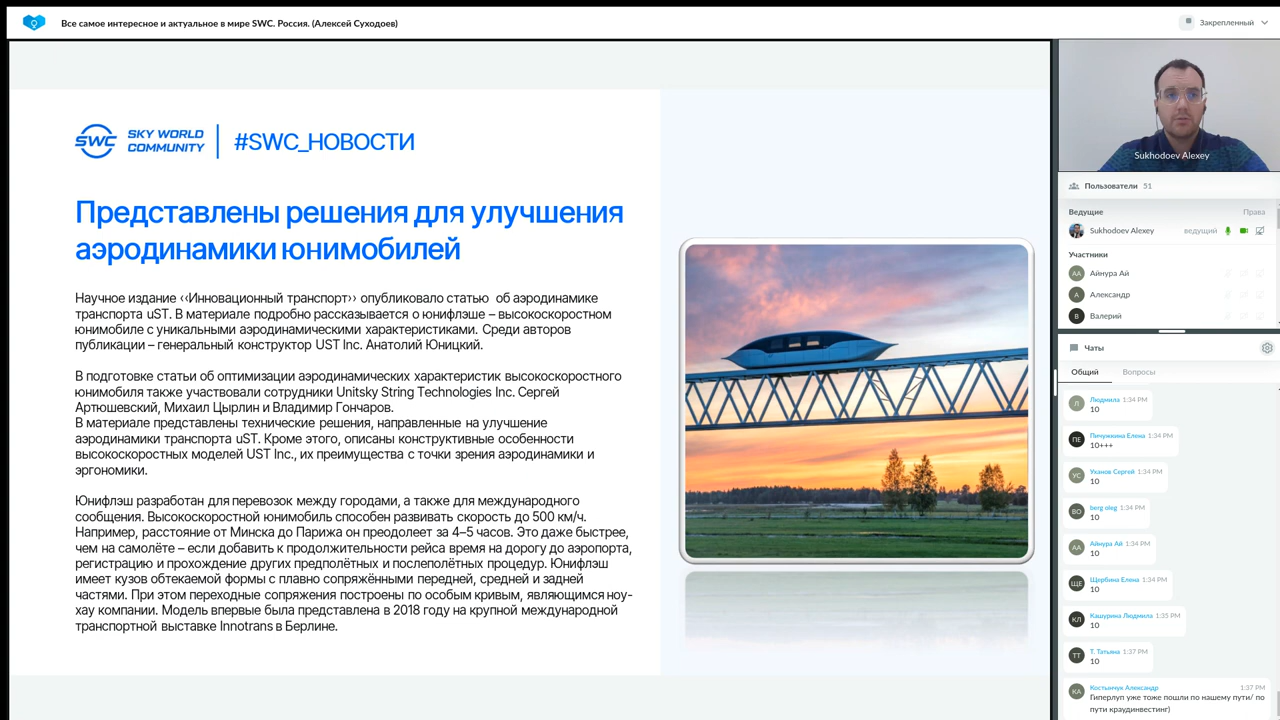 Все самое интересное и актуальное в мире SWC. Россия. (Алексей Суходоев)
Закрепленный
SWC
SKY WORLD
COMMUNITY
#SWC_НОВОСТИ
Представлены решения для улучшения
аэродинамики юнимобилей
Научное издание ‹‹Инновационный транспорт›› опубликовало статью об аэродинамике
транспорта uST. В материале подробно рассказывается о юнифлэше – высокоскоростном
юнимобиле с уникальными аэродинамическими характеристиками. Среди авторов
публикации – генеральный конструктор UST Inc. Анатолий Юницкий.
В подготовке статьи об оптимизации аэродинамических характеристик высокоскоростного
юнимобиля также участвовали сотрудники Unitsky String Technologies Inc. Сергей
Артюшевский, Михаил Цырлин и Владимир Гончаров.
В материале представлены технические решения, направленные на улучшение
аэродинамики транспорта uST. Кроме этого, описаны конструктивные особенности
высокоскоростных моделей UST Inc., их преимущества с точки зрения аэродинамики и
эргономики.
Юнифлэш разработан для перевозок между городами, а также для международного
сообщения. Высокоскоростной юнимобиль способен развивать скорость до 500 км/ч.
Например, расстояние от Минска до Парижа он преодолеет за 4–5 часов. Это даже быстрее,
чем на самолёте – если добавить к продолжительности рейса время на дорогу до аэропорта,
регистрацию и прохождение других предполётных и послеполётных процедур. Юнифлэш
имеет кузов обтекаемой формы с плавно сопряжёнными передней, средней и задней
частями. При этом переходные сопряжения построены по особым кривым, являющимся ноу-
хау компании. Модель впервые была представлена в 2018 году на крупной международной
транспортной выставке Innotrans в Берлине.
Sukhodoev Alexey
Пользователи 51
Ведущие Права
Sukhodoev Alexey ведущий
Участники
АА Айнура Ай
А Александр
В Валерий
Чаты
Общий Вопросы
Л Людмила 1:34 PM
10
ПЕ Пичужкина Елена 1:34 PM
10+++
УС Уханов Сергей 1:34 PM
10
BO berg oleg 1:34 PM
10
АА Айнура Ай 1:34 PM
10
ЩЕ Щербина Елена 1:34 PM
10
КЛ Кашурина Людмила 1:35 PM
10
ТТ Т. Татьяна 1:37 PM
10
КА Костынчук Александр 1:37 PM
Гиперлуп уже тоже пошли по нашему пути/ по
пути краудинвестинг)